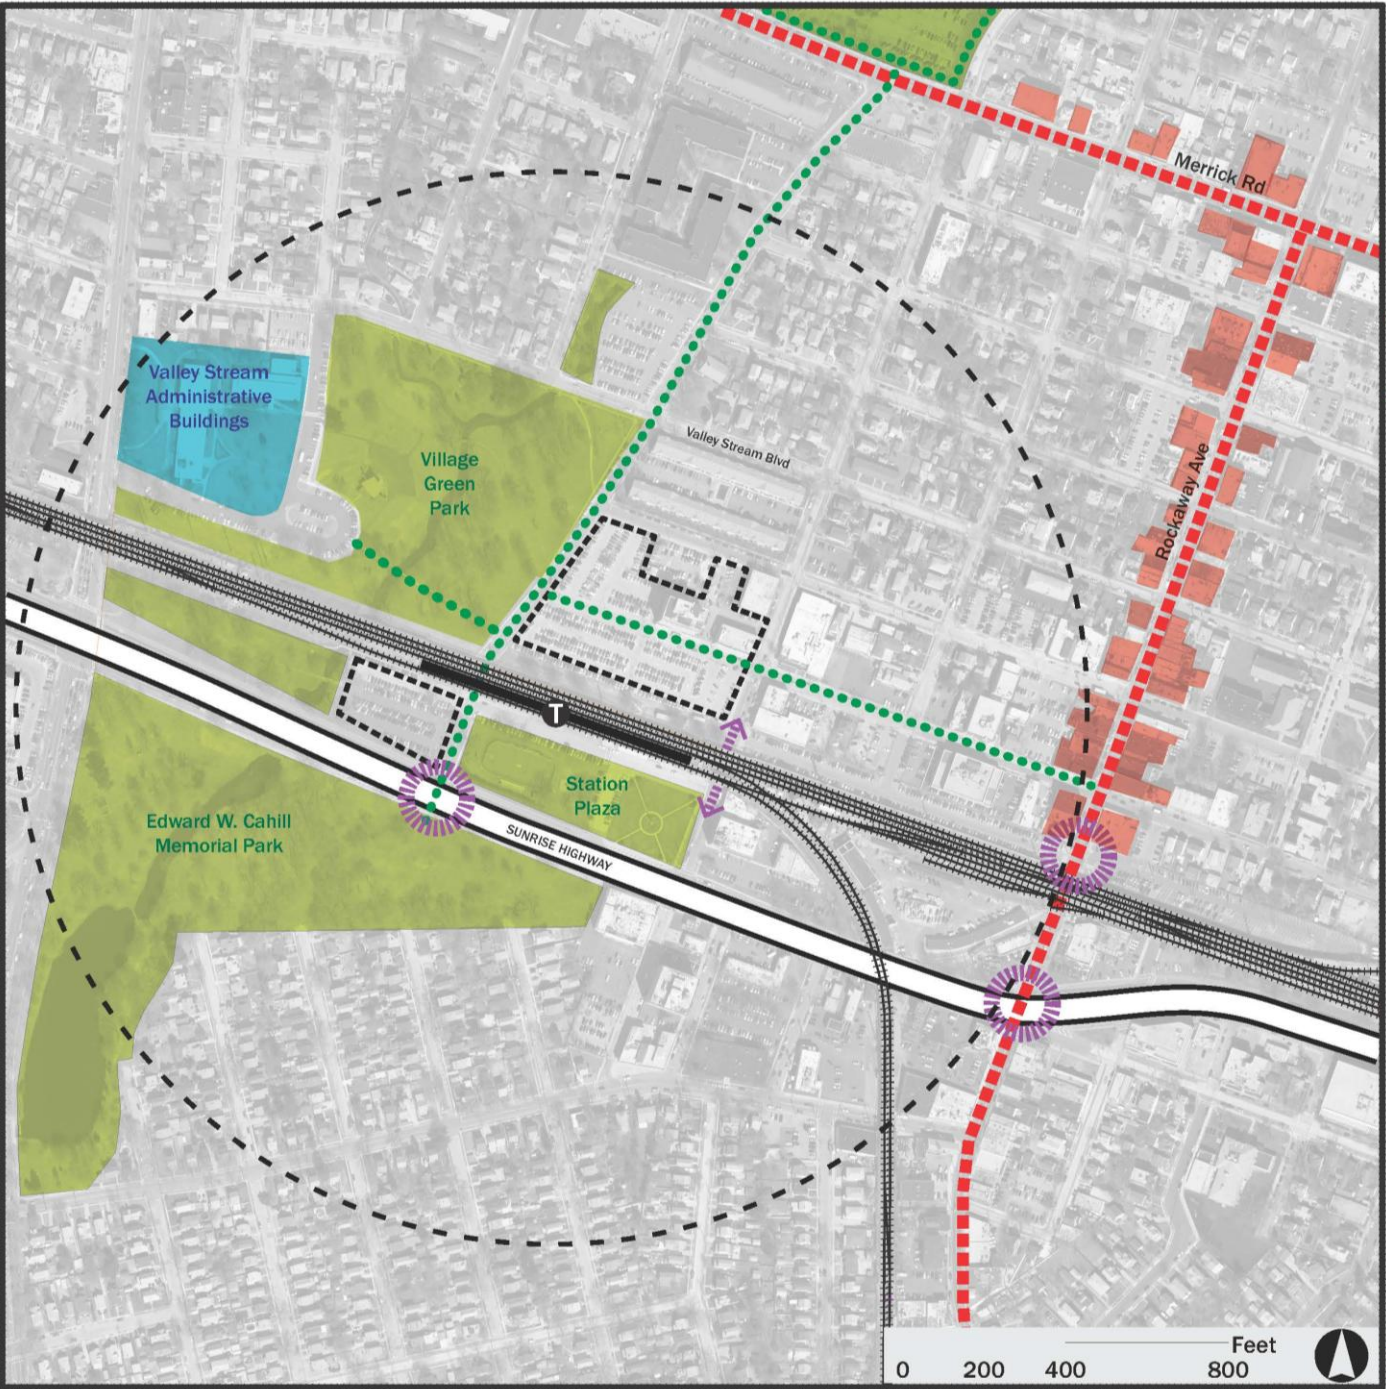 Merrick Rd
Valley Stream
Administrative
Buildings
Village
Green
Park
Valley Stream Blvd
Rockaway Ave
T
Station
Plaza
Edward W. Cahill
Memorial Park
SUNRISE HIGHWAY
Feet
0 200 400 800